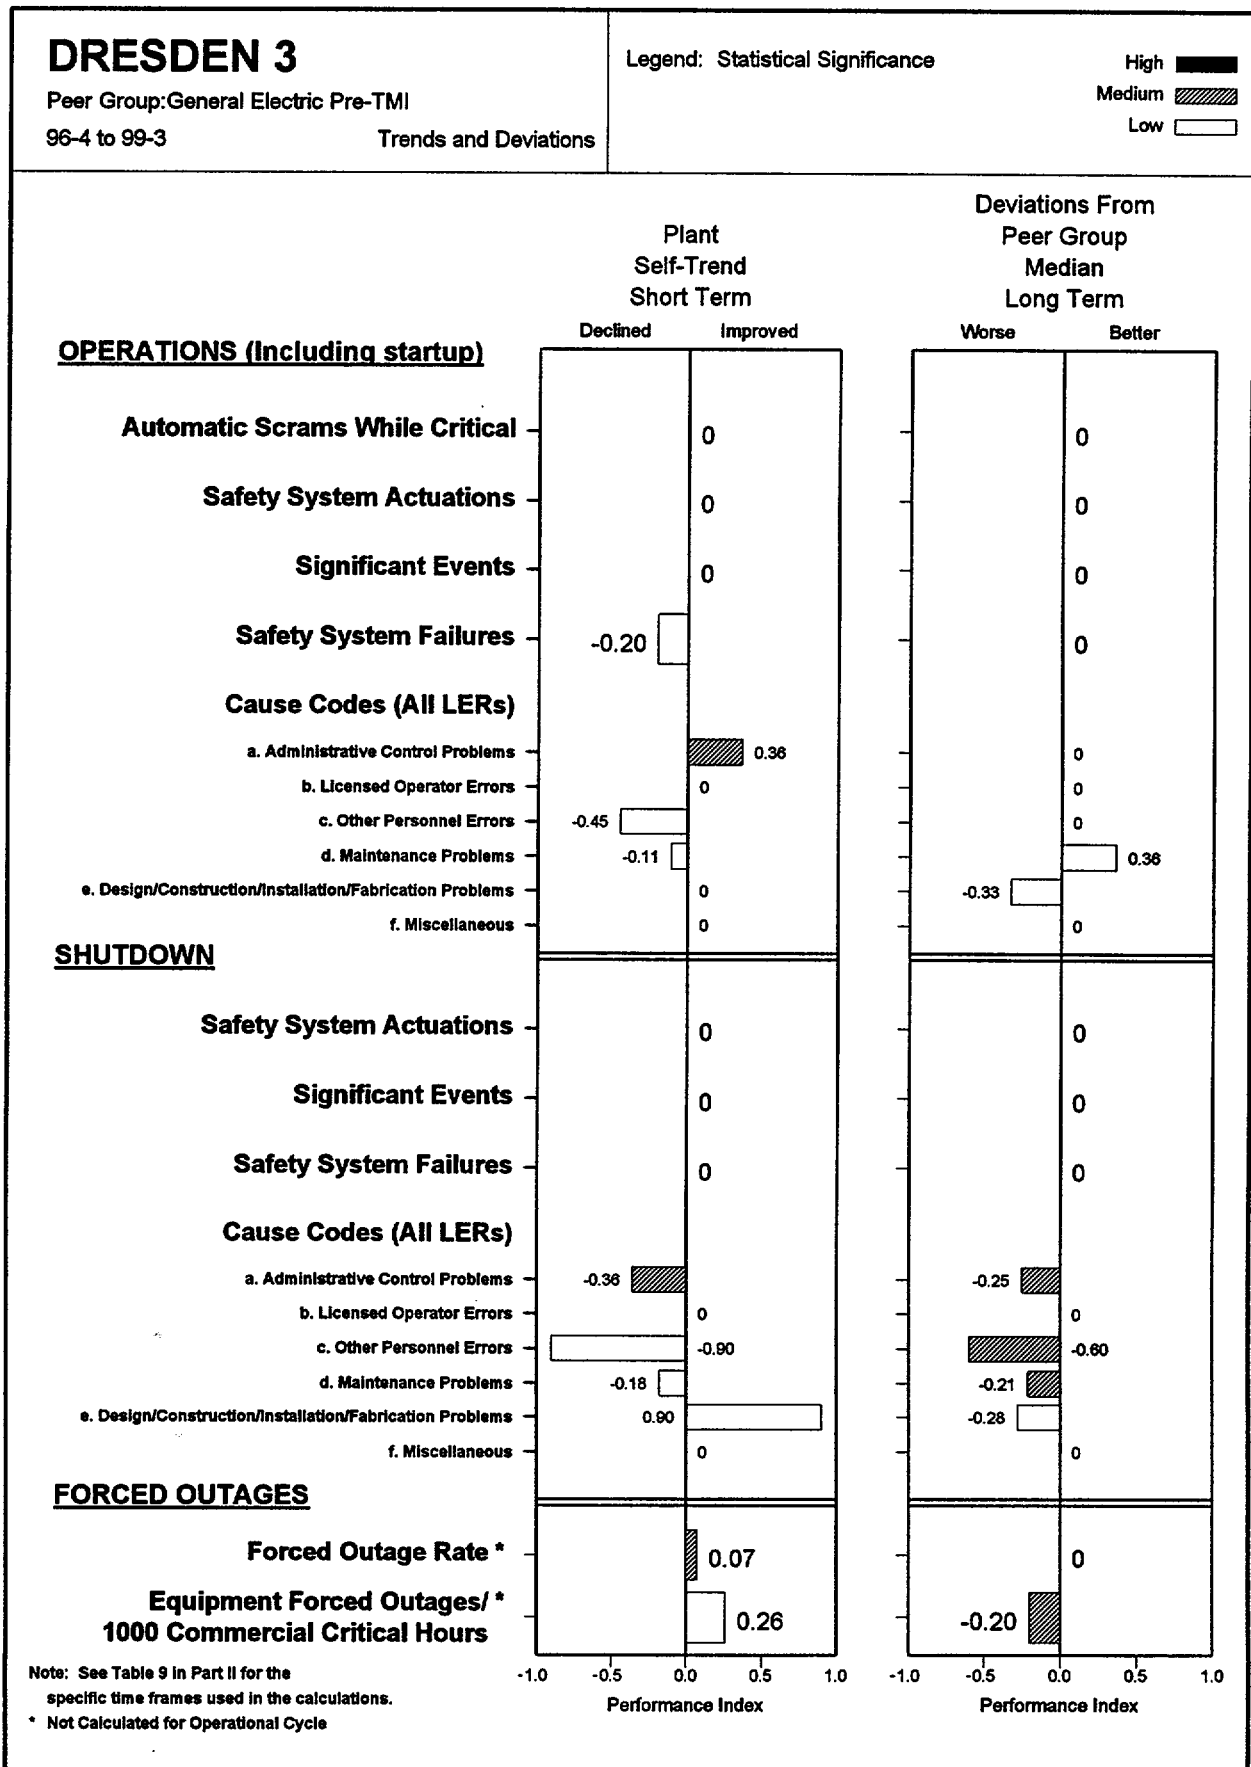 DRESDEN 3
Peer Group:General Electric Pre-TMI
96-4 to 99-3 Trends and Deviations
Legend: Statistical Significance
High
Medium
Low
Plant
Self-Trend
Short Term
Deviations From
Peer Group
Median
Long Term
Declined Improved
Worse Better
OPERATIONS (Including startup)
Automatic Scrams While Critical 0 0
Safety System Actuations 0 0
Significant Events 0 0
Safety System Failures -0.20 0
Cause Codes (All LERs)
a. Administrative Control Problems 0.36 0
b. Licensed Operator Errors 0 0
c. Other Personnel Errors -0.45 0
d. Maintenance Problems -0.11 0.36
e. Design/Construction/Installation/Fabrication Problems 0 -0.33
f. Miscellaneous 0 0
SHUTDOWN
Safety System Actuations 0 0
Significant Events 0 0
Safety System Failures 0 0
Cause Codes (All LERs)
a. Administrative Control Problems -0.36 -0.25
b. Licensed Operator Errors 0 0
c. Other Personnel Errors -0.90 -0.60
d. Maintenance Problems -0.18 -0.21
e. Design/Construction/Installation/Fabrication Problems 0.90 -0.28
f. Miscellaneous 0 0
FORCED OUTAGES
Forced Outage Rate * 0.07 0
Equipment Forced Outages/ *
1000 Commercial Critical Hours 0.26 -0.20
-1.0 -0.5 0.0 0.5 1.0
Performance Index
-1.0 -0.5 0.0 0.5 1.0
Performance Index
Note: See Table 9 in Part II for the
specific time frames used in the calculations.
* Not Calculated for Operational Cycle